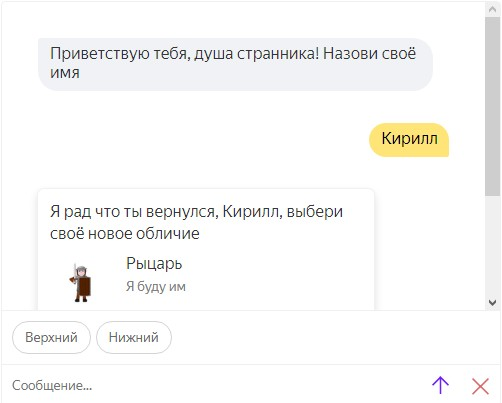 Приветствую тебя, душа странника! Назови своё
имя
Кирилл
Я рад что ты вернулся, Кирилл, выбери
своё новое обличие
Рыцарь
Я буду им
Верхний Нижний
Сообщение...